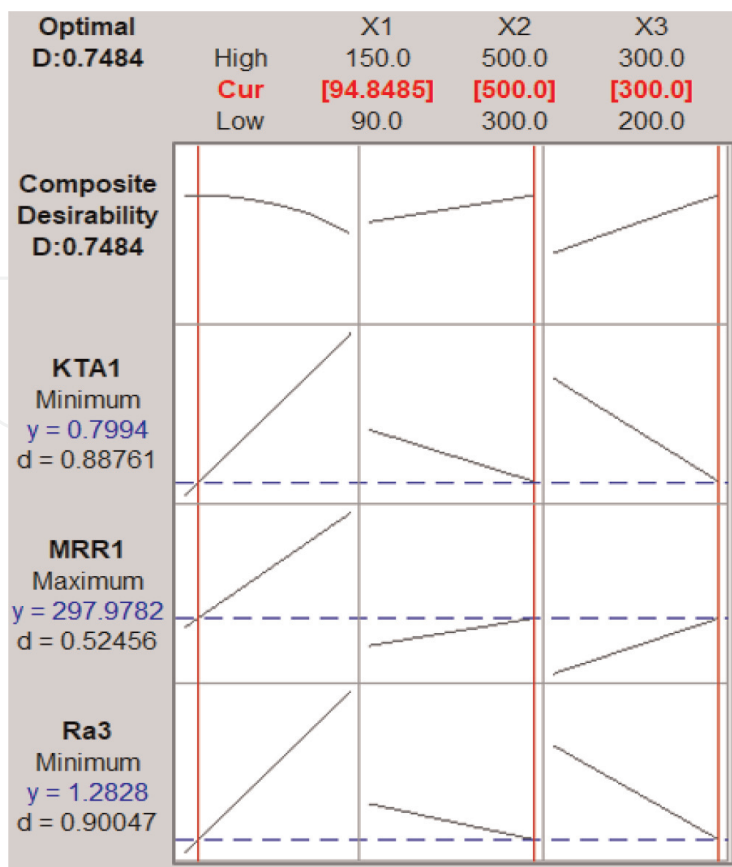 Optimal X1 X2 X3
D:0.7484 High 150.0 500.0 300.0
Cur [94.8485] [500.0] [300.0]
Low 90.0 300.0 200.0
Composite
Desirability
D:0.7484
KTA1
Minimum
y = 0.7994
d = 0.88761
MRR1
Maximum
y = 297.9782
d = 0.52456
Ra3
Minimum
y = 1.2828
d = 0.90047